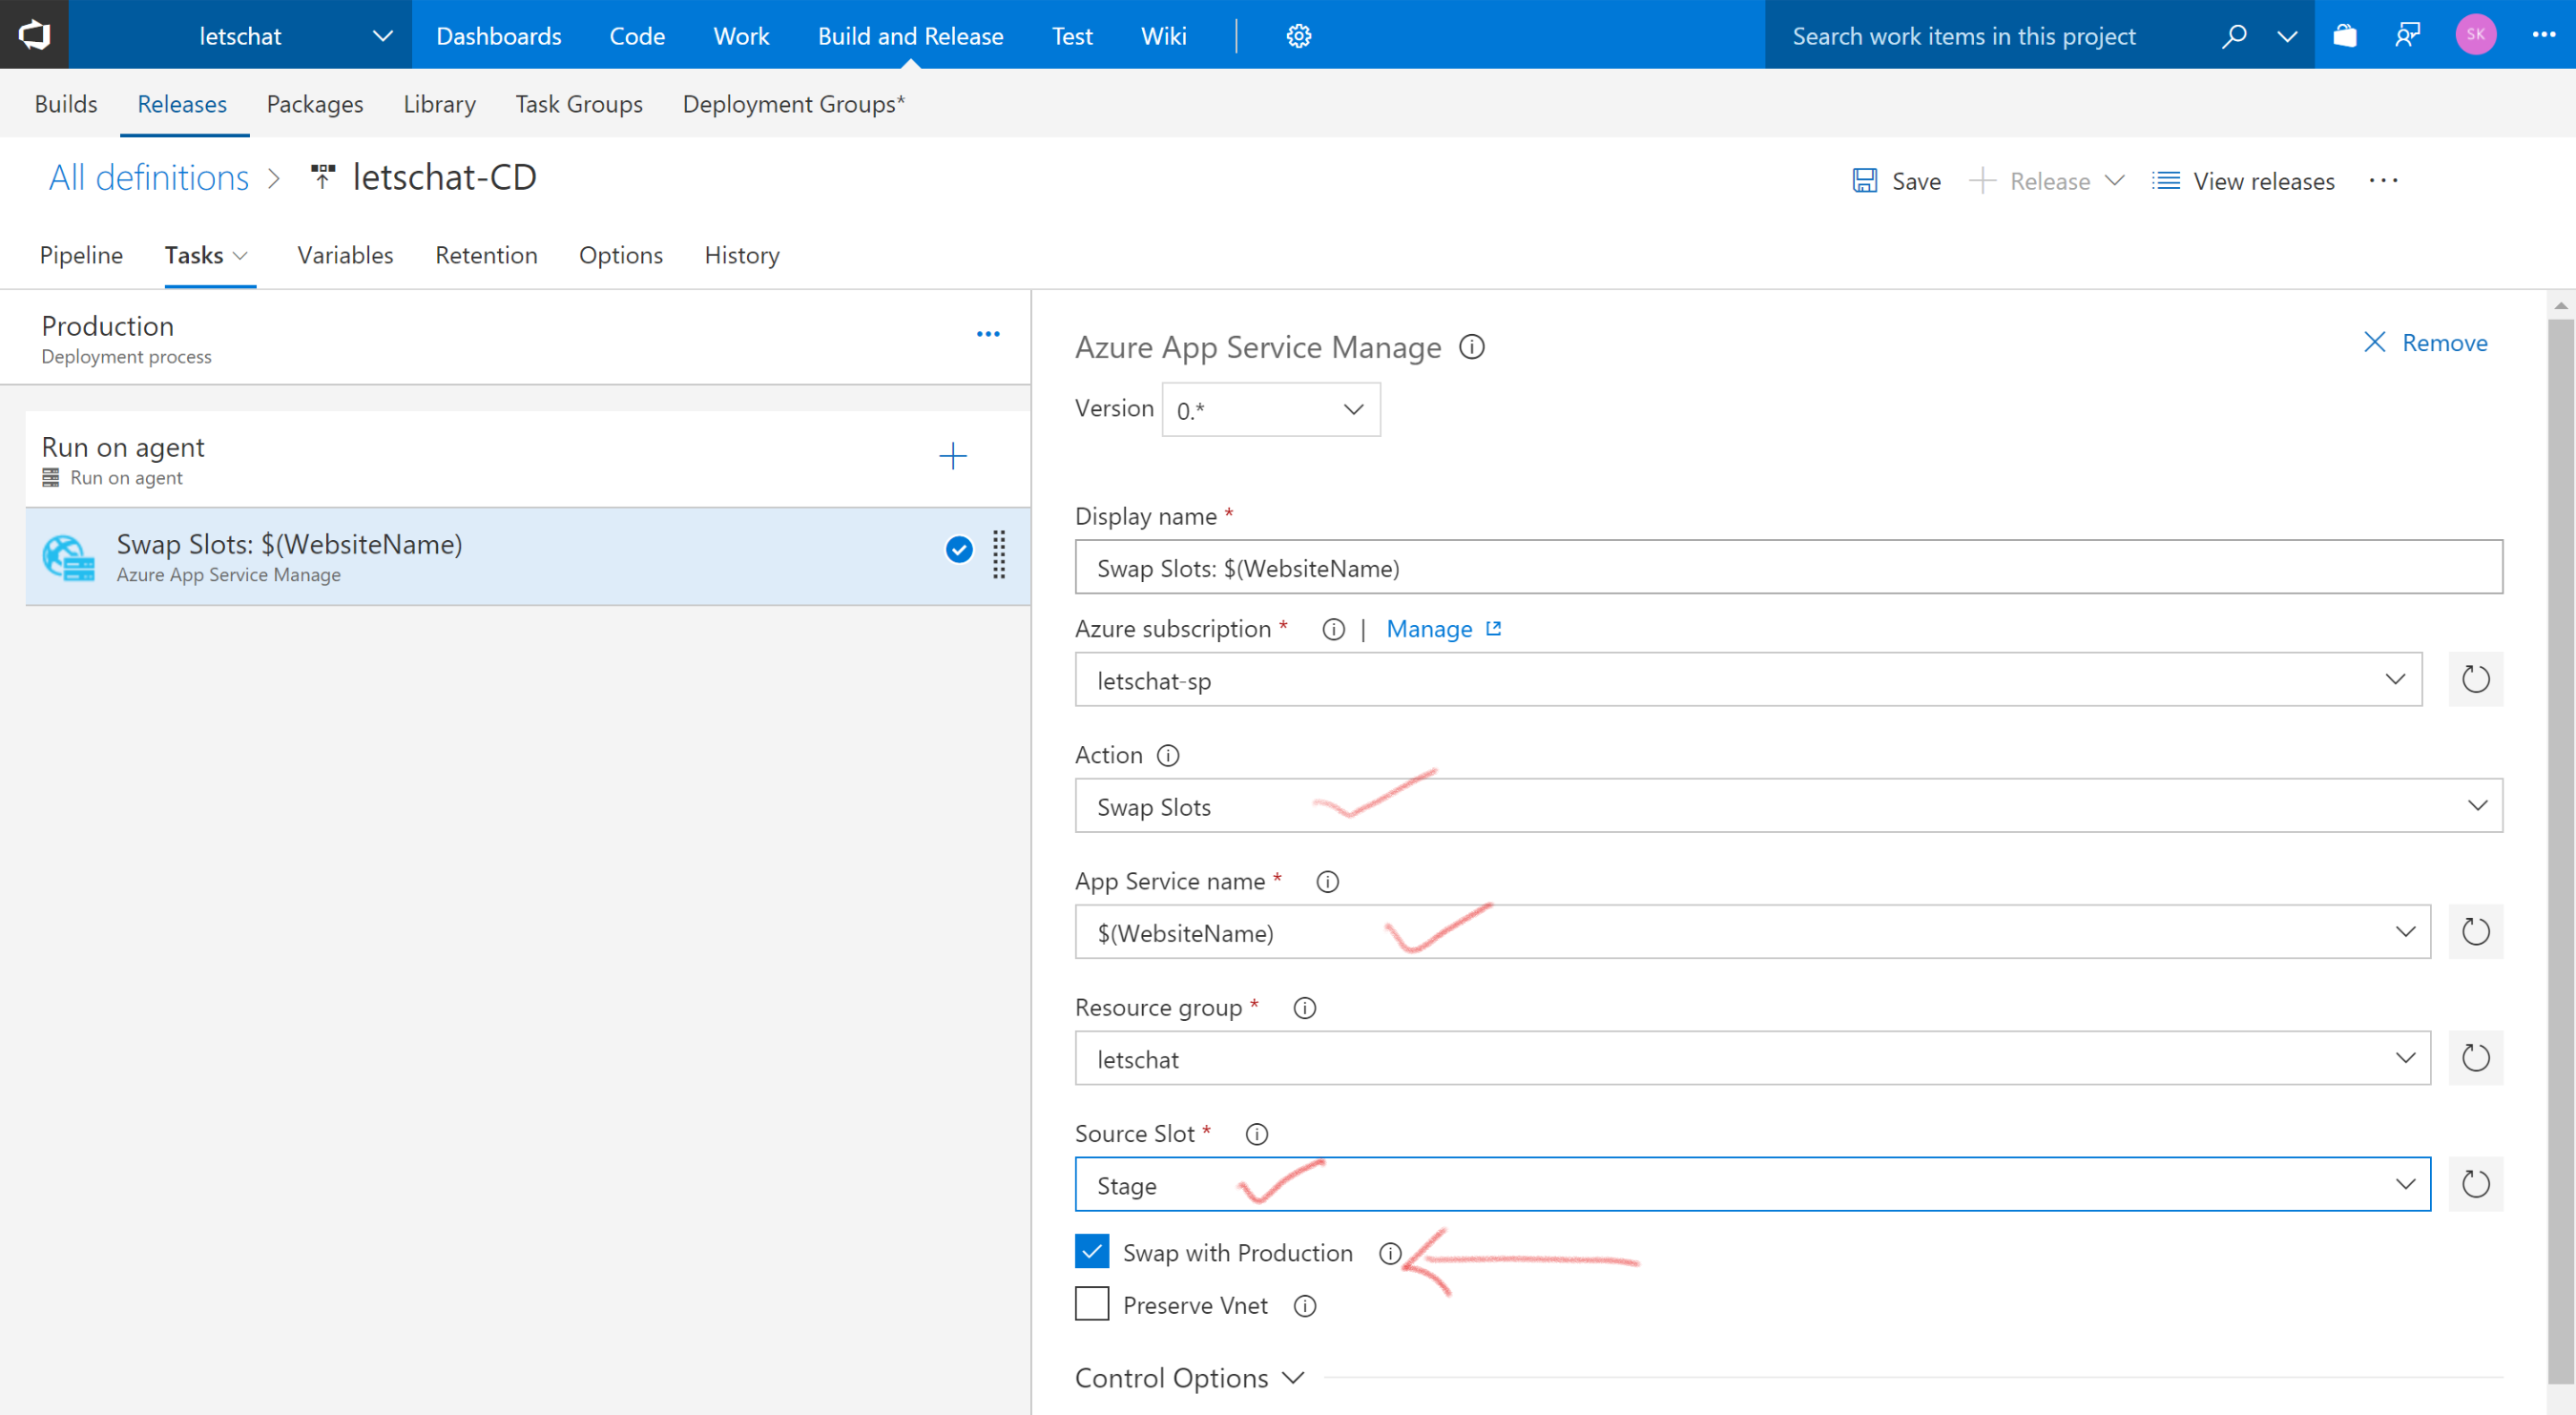 letschat Dashboards Code Work Build and Release Test Wiki Search work items in this project SK
Builds Releases Packages Library Task Groups Deployment Groups*
All definitions > letschat-CD Save Release View releases ...
Pipeline Tasks Variables Retention Options History
Production
Deployment process
Run on agent
Run on agent
Swap Slots: $(WebsiteName)
Azure App Service Manage
Azure App Service Manage Remove
Version 0.*
Display name *
Swap Slots: $(WebsiteName)
Azure subscription * | Manage
letschat-sp
Action
Swap Slots
App Service name *
$(WebsiteName)
Resource group *
letschat
Source Slot *
Stage
Swap with Production
Preserve Vnet
Control Options